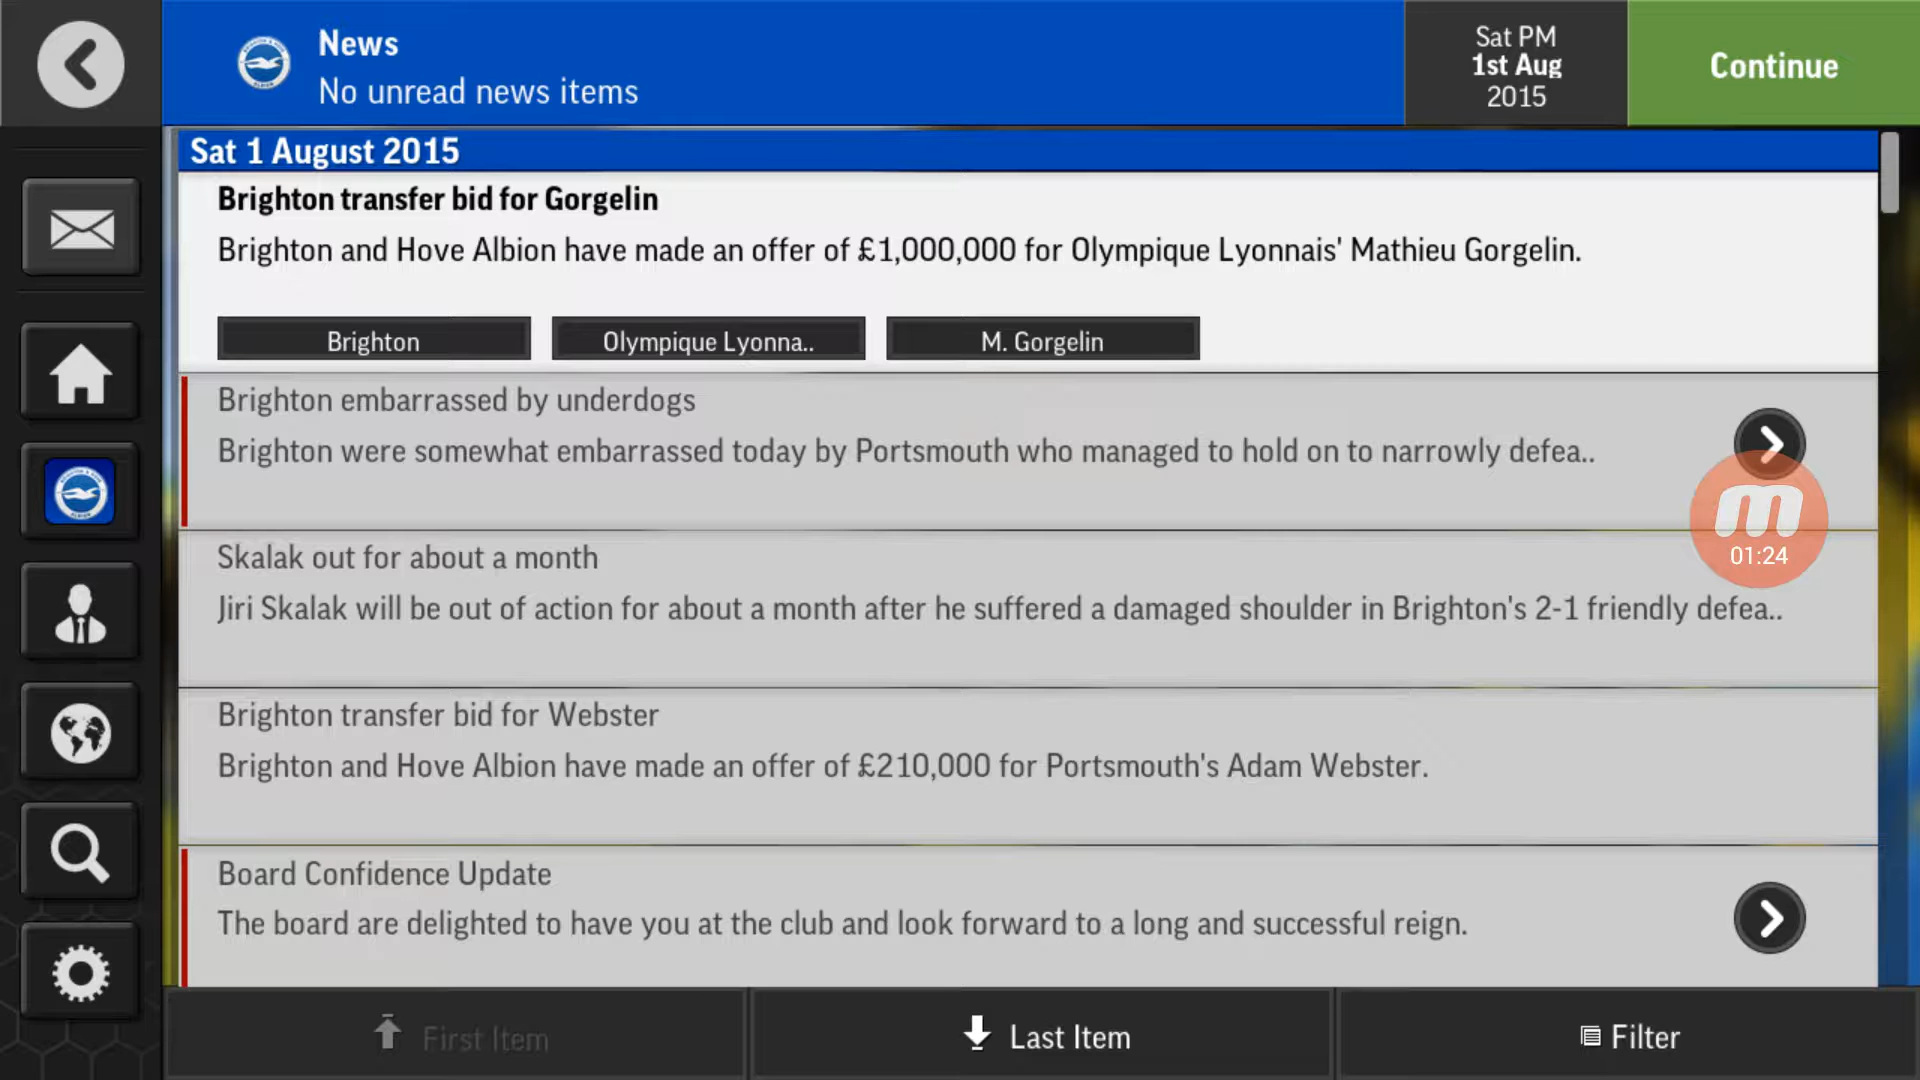 News
No unread news items
Sat PM
1st Aug
2015
Continue
Sat 1 August 2015
Brighton transfer bid for Gorgelin
Brighton and Hove Albion have made an offer of £1,000,000 for Olympique Lyonnais' Mathieu Gorgelin.
Brighton
Olympique Lyonna..
M. Gorgelin
Brighton embarrassed by underdogs
Brighton were somewhat embarrassed today by Portsmouth who managed to hold on to narrowly defea..
01:24
Skalak out for about a month
Jiri Skalak will be out of action for about a month after he suffered a damaged shoulder in Brighton's 2-1 friendly defea..
Brighton transfer bid for Webster
Brighton and Hove Albion have made an offer of £210,000 for Portsmouth's Adam Webster.
Board Confidence Update
The board are delighted to have you at the club and look forward to a long and successful reign.
First Item
Last Item
Filter